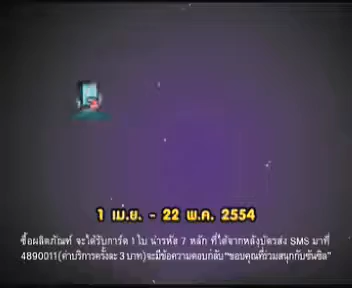 1 เม.ย. - 22 พ.ค. 2554
ซื้อผลิตภัณฑ์ จะได้รับการ์ด 1 ใบ นำรหัส 7 หลัก ที่ได้จากหลังบัตรส่ง SMS มาที่
4890011(ค่าบริการครั้งละ 3 บาท)จะมีข้อความตอบกลับ"ขอบคุณที่ร่วมสนุกกับซันซิล"